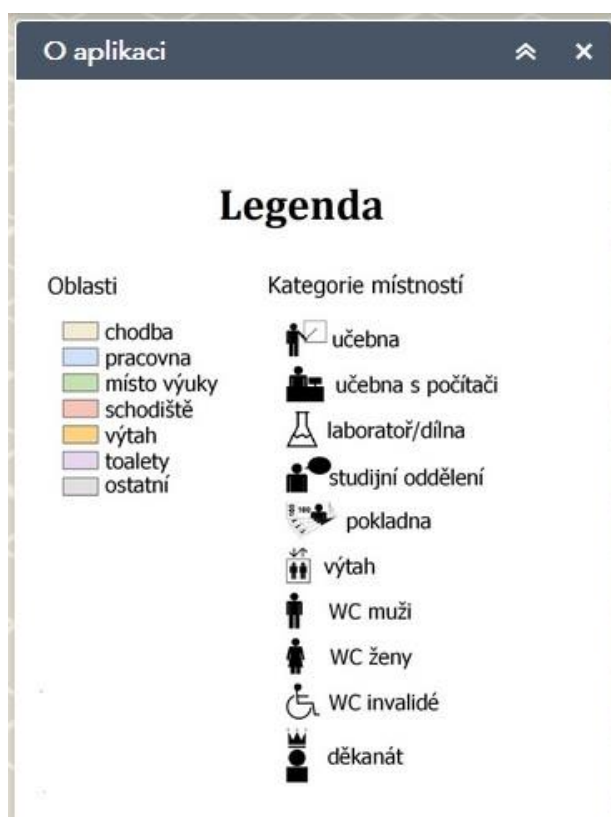 O aplikaci
Legenda
Oblasti
chodba
pracovna
místo výuky
schodiště
výtah
toalety
ostatní
Kategorie místností
učebna
učebna s počítači
laboratoř/dílna
studijní oddělení
pokladna
výtah
WC muži
WC ženy
WC invalidé
děkanát